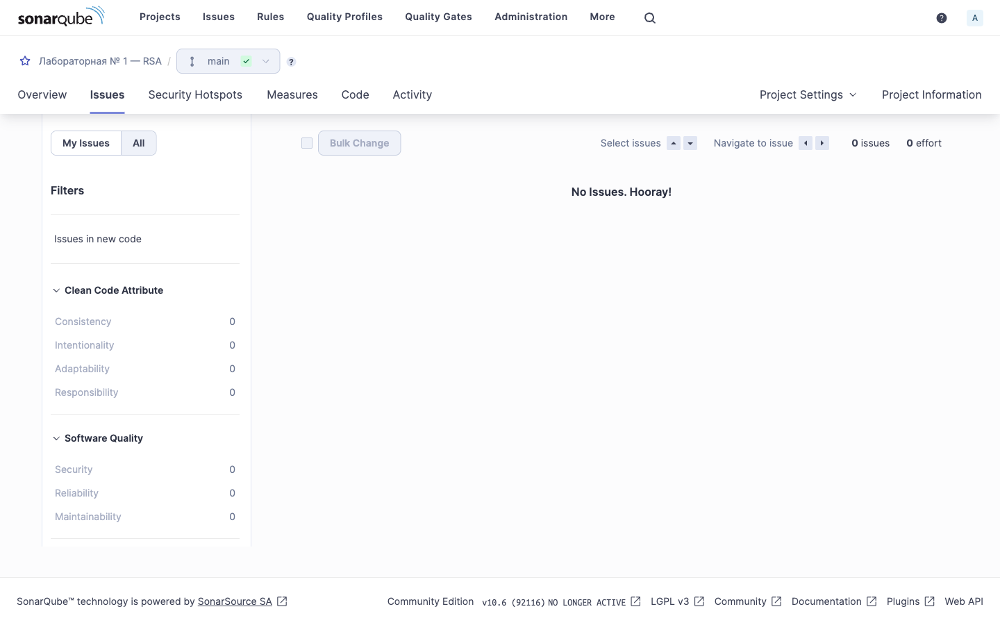 sonarqube
Projects Issues Rules Quality Profiles Quality Gates Administration More
? A
Лабораторная № 1 — RSA / main ?
Overview Issues Security Hotspots Measures Code Activity Project Settings Project Information
My Issues All
Bulk Change Select issues Navigate to issue 0 issues 0 effort
Filters
No Issues. Hooray!
Issues in new code
Clean Code Attribute
Consistency 0
Intentionality 0
Adaptability 0
Responsibility 0
Software Quality
Security 0
Reliability 0
Maintainability 0
SonarQube™ technology is powered by SonarSource SA Community Edition v10.6 (92116) NO LONGER ACTIVE LGPL v3 Community Documentation Plugins Web API